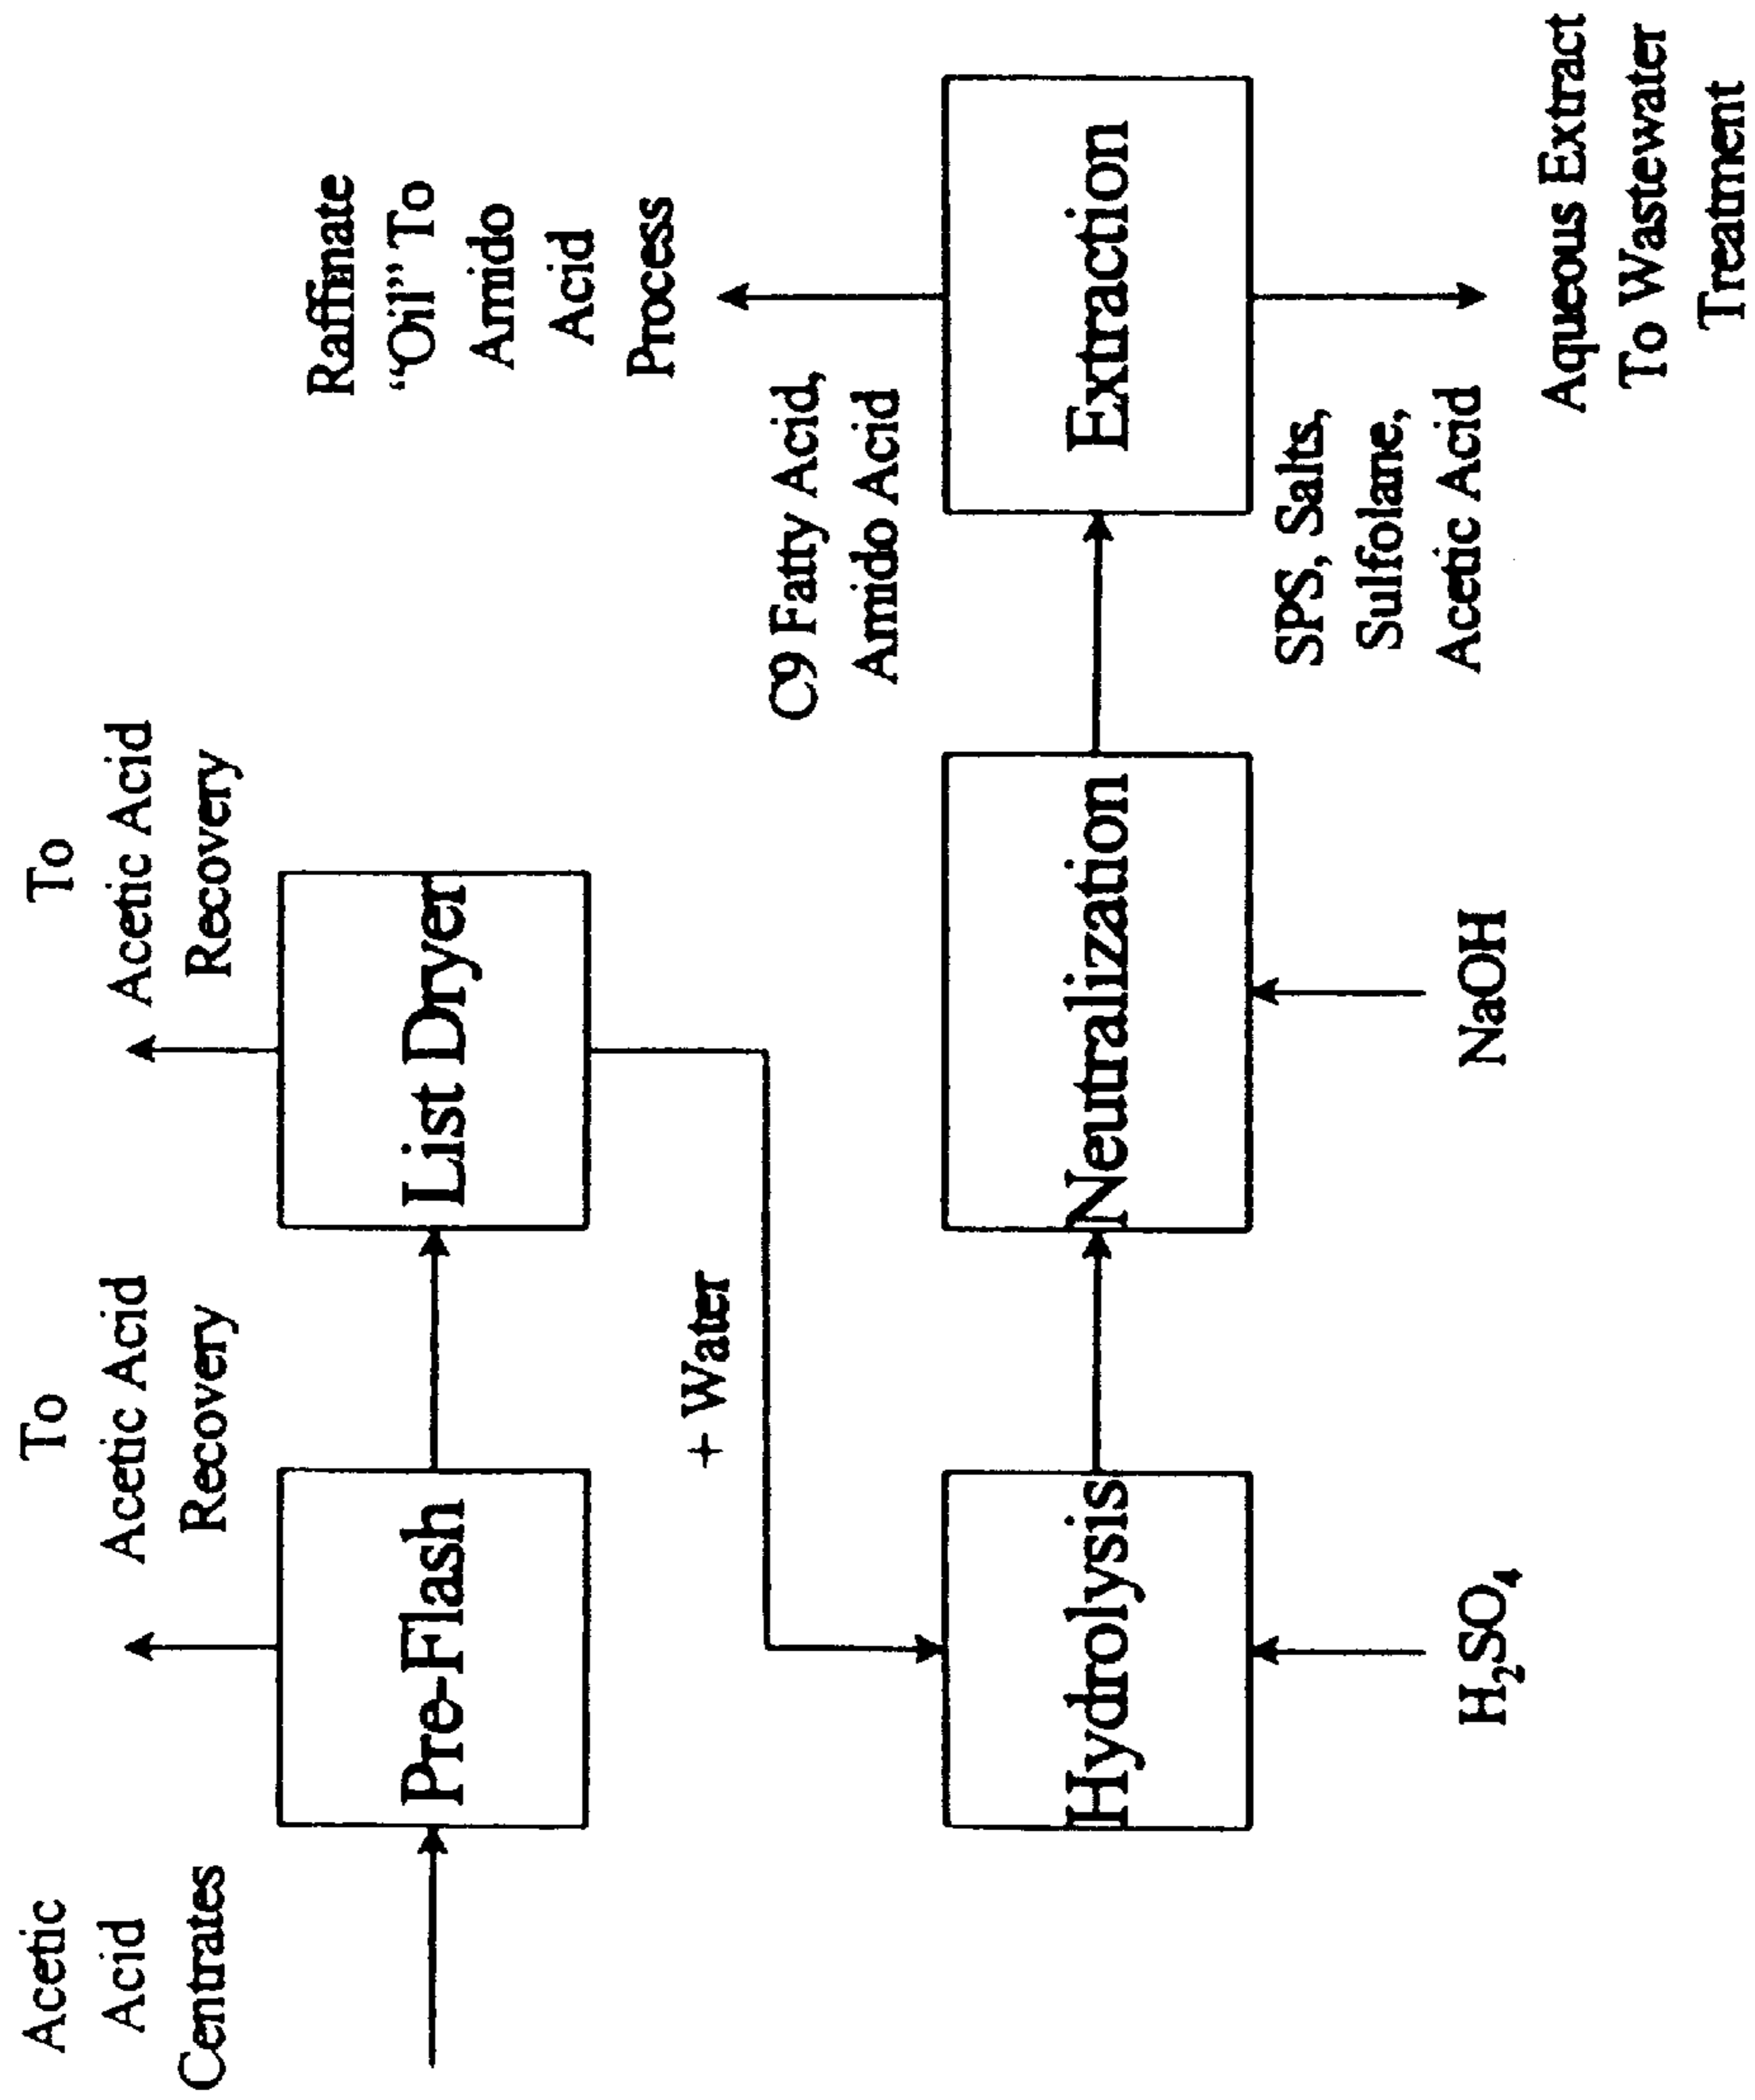 Acetic
Acid
Centrates
To
Acetic Acid
Recovery
To
Acetic Acid
Recovery
Pre-Flash
List Dryer
+ Water
Raffinate
“Oil” To
Amido
Acid
Process
C9 Fatty Acid,
Amido Acid
Hydrolysis
Neutralization
Extraction
SPS, Salts,
Sulfolane,
Acetic Acid
H₂SO₄
NaOH
Aqueous Extract
To Wastewater
Treatment